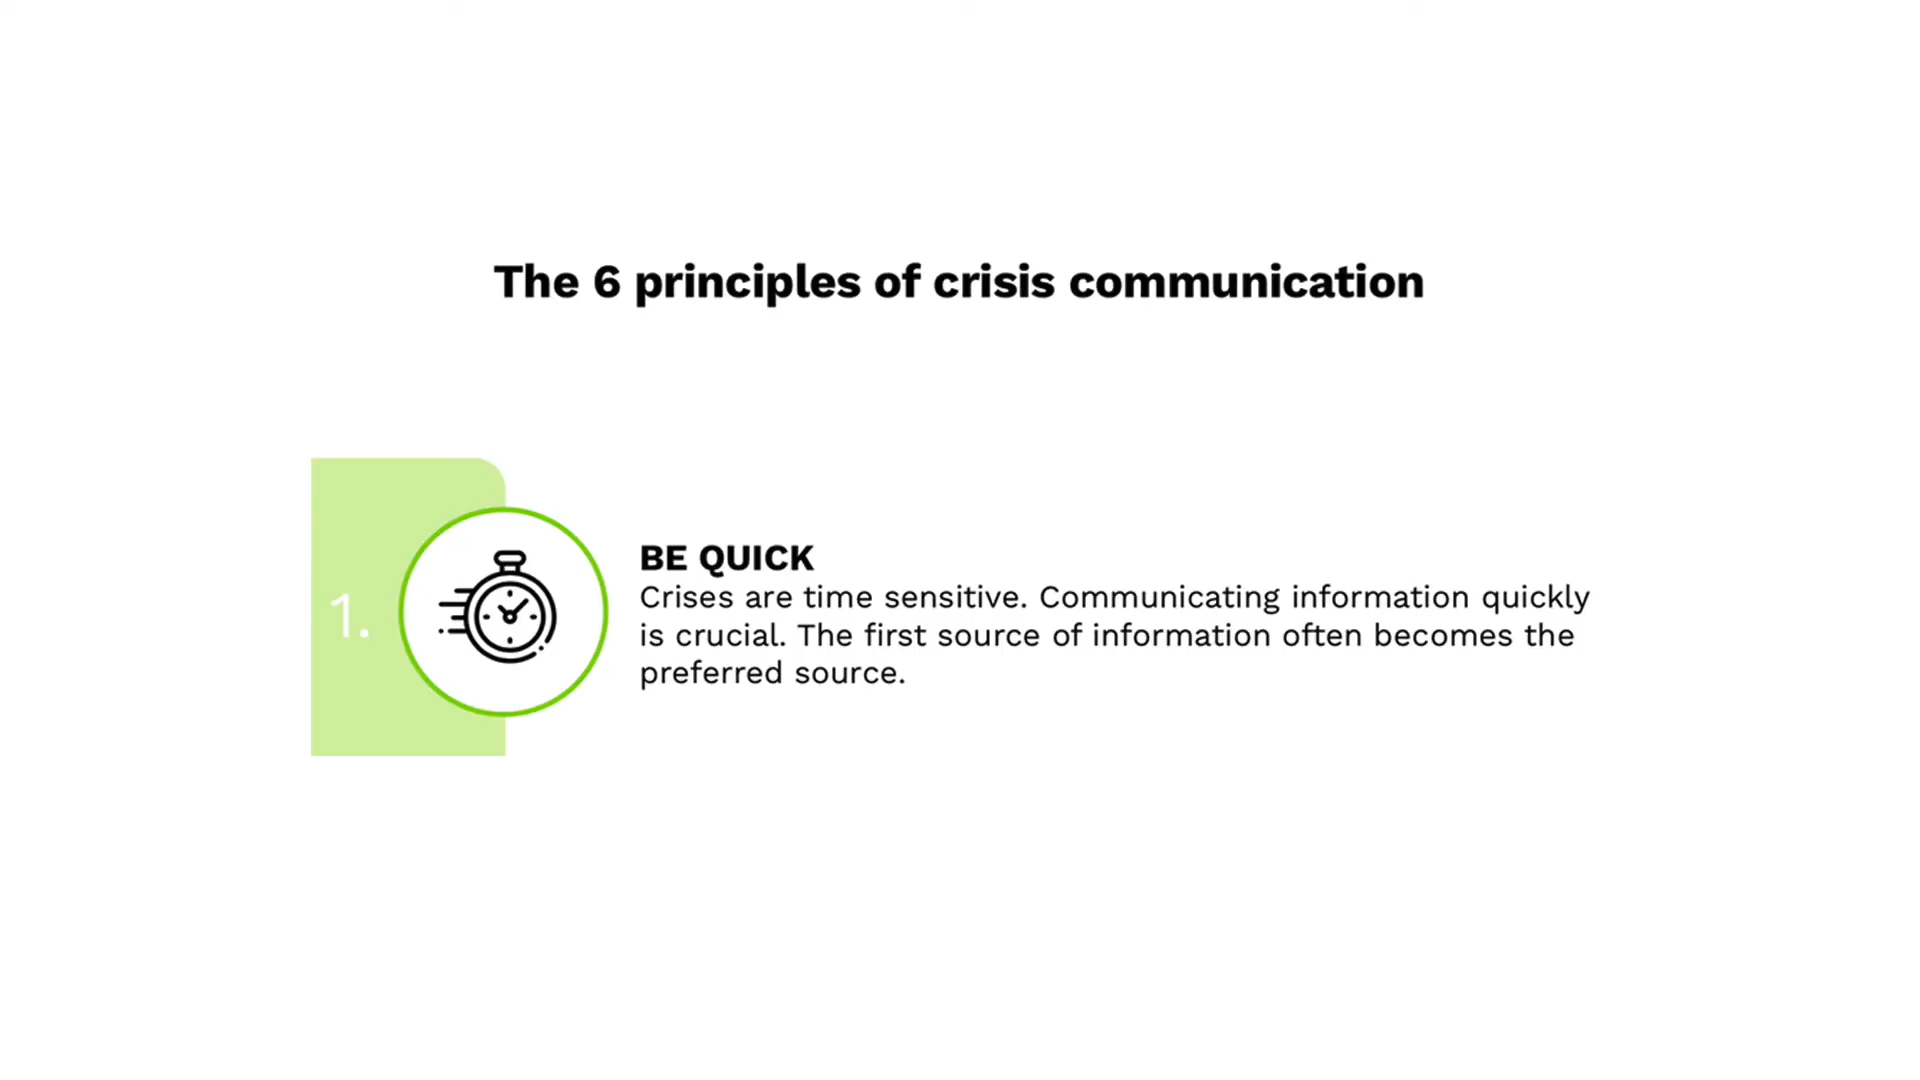 The 6 principles of crisis communication
1.
BE QUICK
Crises are time sensitive. Communicating information quickly
is crucial. The first source of information often becomes the
preferred source.